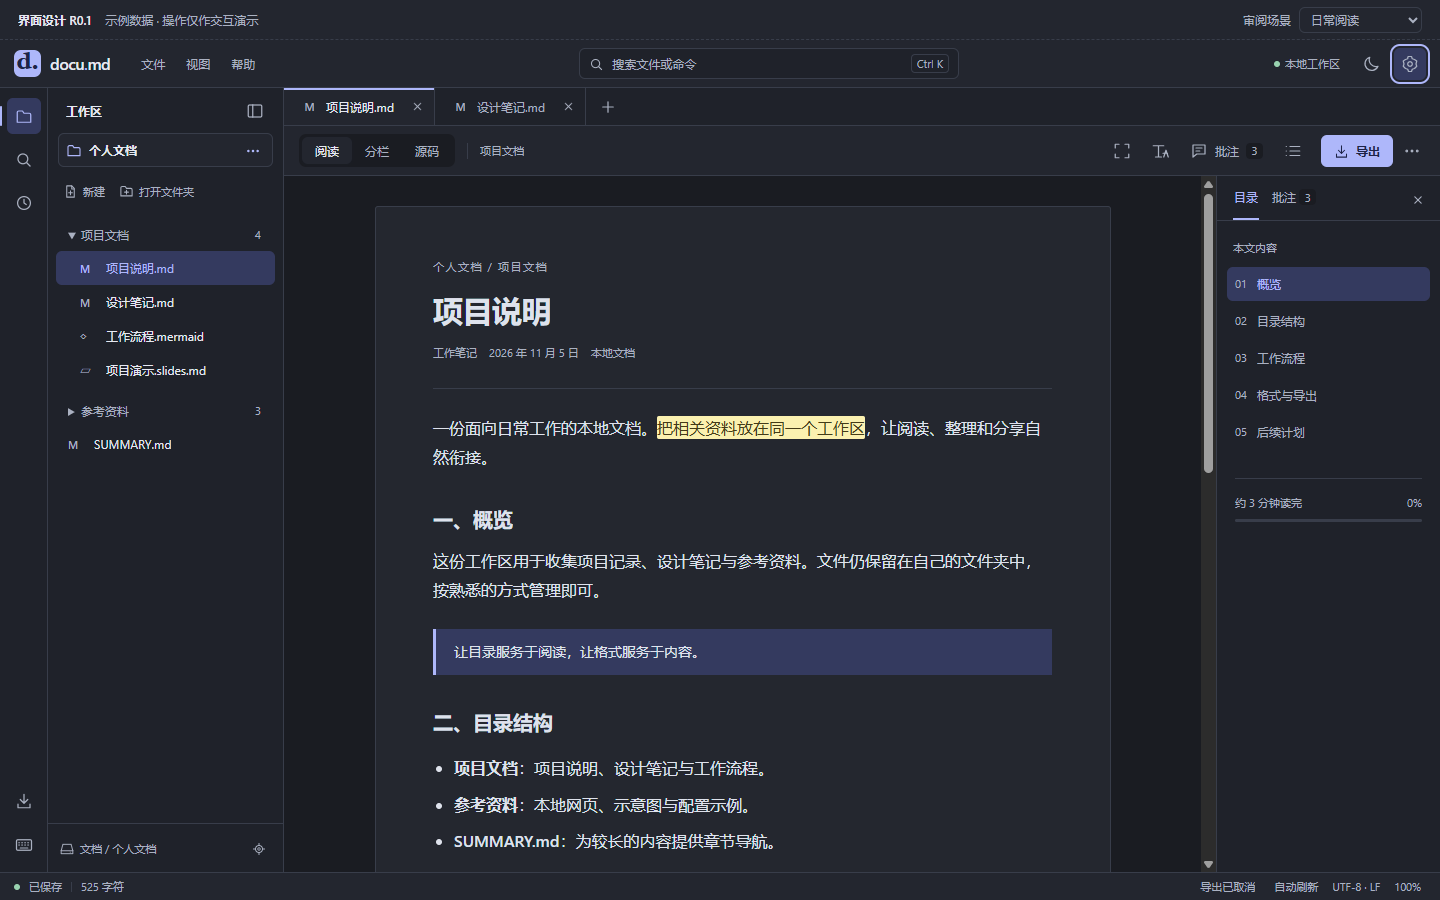 界面设计 R0.1 示例数据 · 操作仅作交互演示 审阅场景 日常阅读
d. docu.md 文件 视图 帮助 搜索文件或命令 Ctrl K 本地工作区
工作区
M 项目说明.md M 设计笔记.md
个人文档
阅读 分栏 源码 项目文档 批注 3 导出
新建 打开文件夹
项目文档 4
M 项目说明.md
M 设计笔记.md
工作流程.mermaid
项目演示.slides.md
参考资料 3
M SUMMARY.md
文档 / 个人文档
个人文档 / 项目文档
项目说明
工作笔记 2026 年 11 月 5 日 本地文档
一份面向日常工作的本地文档。把相关资料放在同一个工作区，让阅读、整理和分享自
然衔接。
一、概览
这份工作区用于收集项目记录、设计笔记与参考资料。文件仍保留在自己的文件夹中，
按熟悉的方式管理即可。
让目录服务于阅读，让格式服务于内容。
二、目录结构
项目文档：项目说明、设计笔记与工作流程。
参考资料：本地网页、示意图与配置示例。
SUMMARY.md：为较长的内容提供章节导航。
目录 批注 3
本文内容
01 概览
02 目录结构
03 工作流程
04 格式与导出
05 后续计划
约 3 分钟读完 0%
已保存 525 字符 导出已取消 自动刷新 UTF-8 · LF 100%